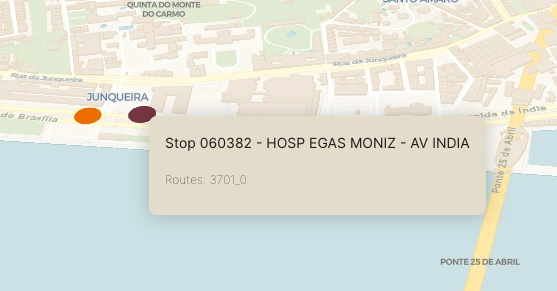 QUINTA DO MONTE
DO CARMO
SANTO AMARO
Rua da Junqueira
Rua da Junqueira
JUNQUEIRA
de Brasília
da Índia
Stop 060382 - HOSP EGAS MONIZ - AV INDIA
Routes: 3701_0
Ponte 25 de Abril
PONTE 25 DE ABRIL